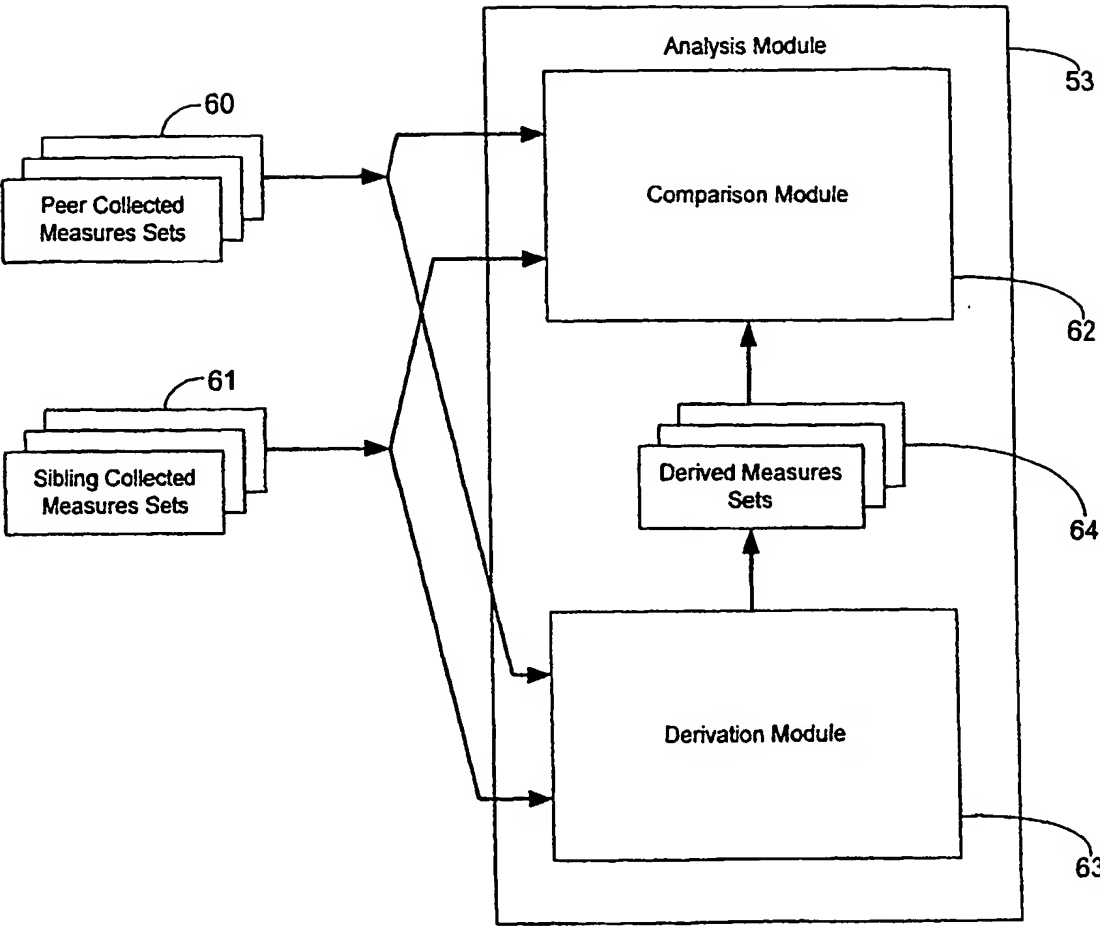 Analysis Module
53
60
Peer Collected
Measures Sets
Comparison Module
62
61
Sibling Collected
Measures Sets
Derived Measures
Sets
64
Derivation Module
63